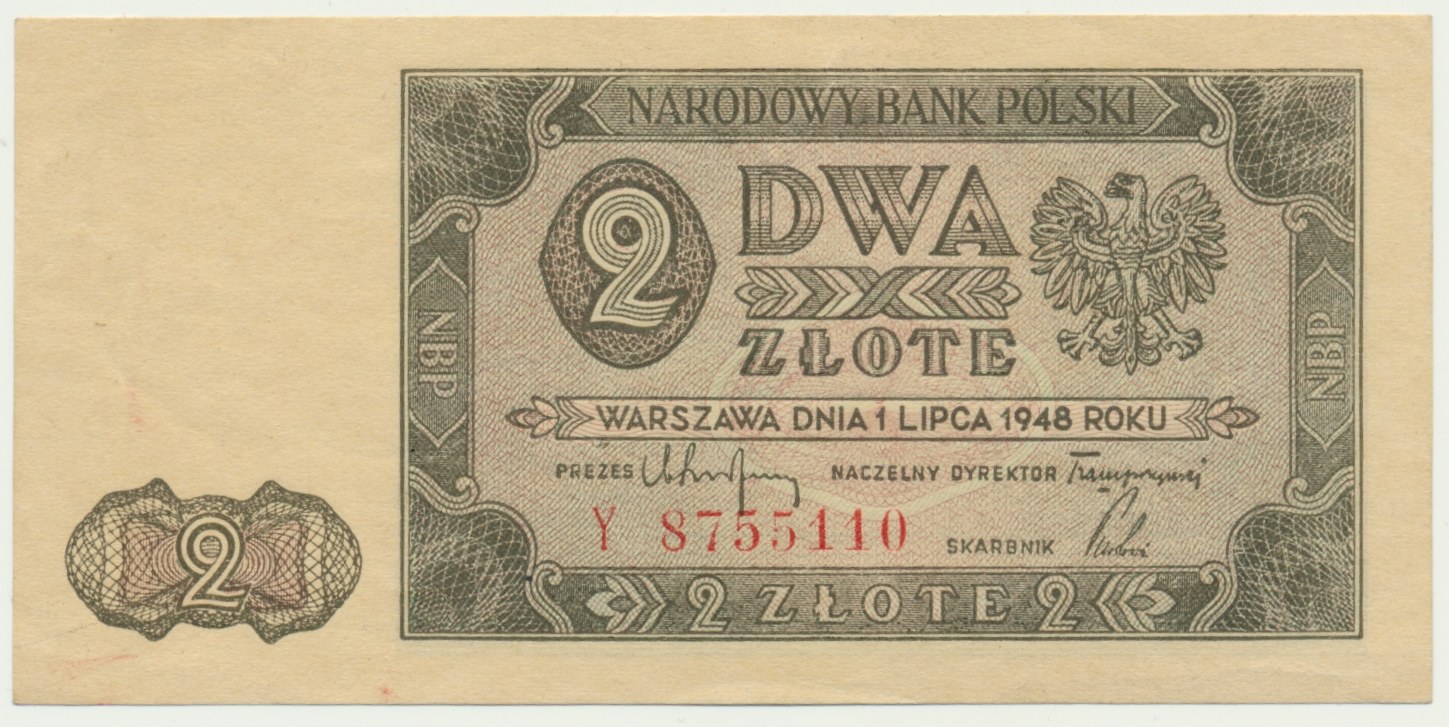 NARODOWY BANK POLSKI
2
DWA
ZŁOTE
NBP
NBP
WARSZAWA DNIA 1 LIPCA 1948 ROKU
PREZES NACZELNY DYREKTOR
Y 8755110
SKARBNIK
2
2 ZŁOTE 2